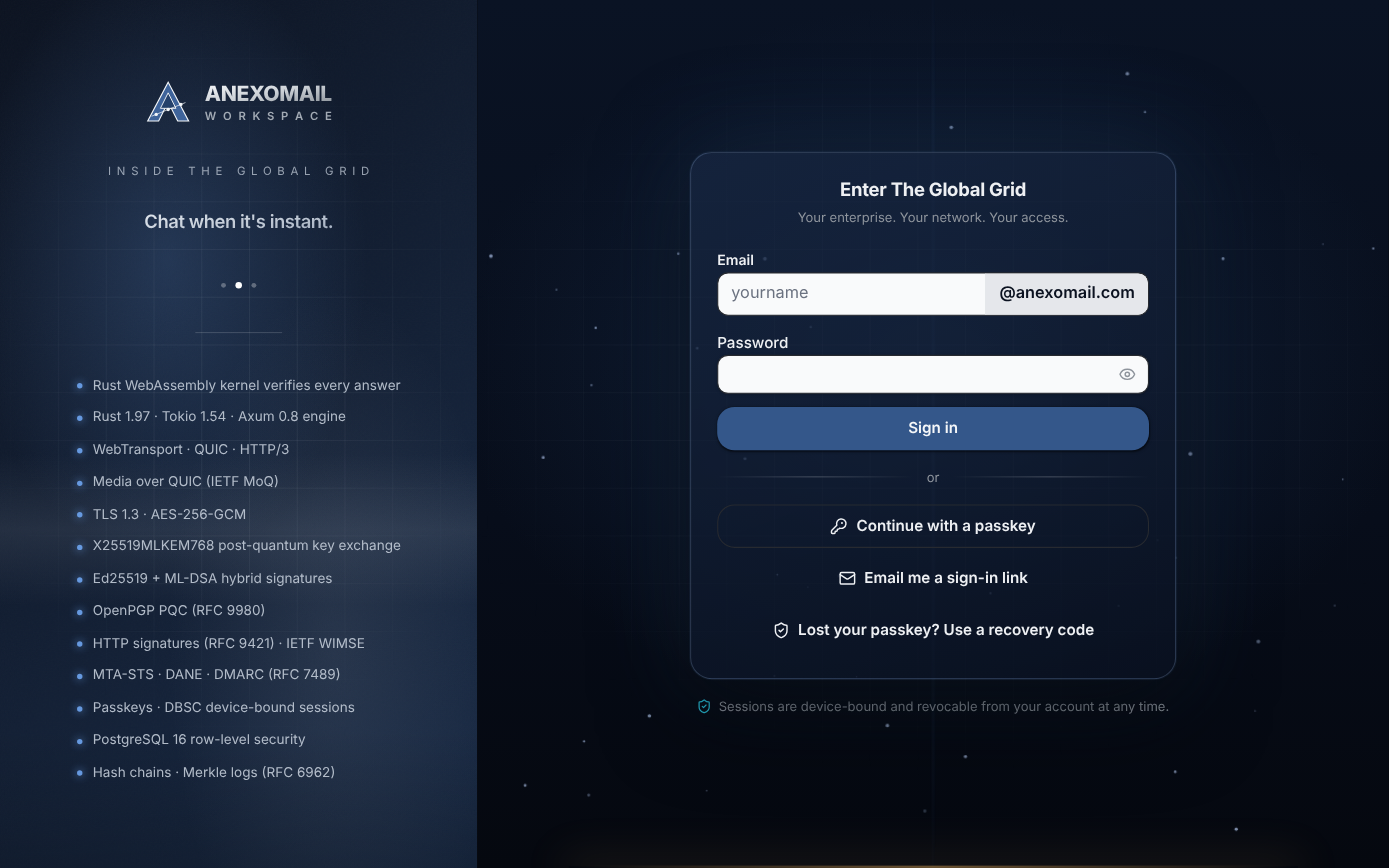 ANEXOMAIL
WORKSPACE
INSIDE THE GLOBAL GRID
Chat when it's instant.
Rust WebAssembly kernel verifies every answer
Rust 1.97 · Tokio 1.54 · Axum 0.8 engine
WebTransport · QUIC · HTTP/3
Media over QUIC (IETF MoQ)
TLS 1.3 · AES-256-GCM
X25519MLKEM768 post-quantum key exchange
Ed25519 + ML-DSA hybrid signatures
OpenPGP PQC (RFC 9980)
HTTP signatures (RFC 9421) · IETF WIMSE
MTA-STS · DANE · DMARC (RFC 7489)
Passkeys · DBSC device-bound sessions
PostgreSQL 16 row-level security
Hash chains · Merkle logs (RFC 6962)
Enter The Global Grid
Your enterprise. Your network. Your access.
Email
yourname @anexomail.com
Password
Sign in
or
Continue with a passkey
Email me a sign-in link
Lost your passkey? Use a recovery code
Sessions are device-bound and revocable from your account at any time.